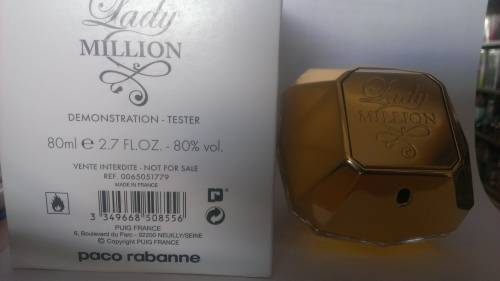 Lady
MILLION
DEMONSTRATION - TESTER
80ml e 2.7 FL.OZ. - 80% vol.
VENTE INTERDITE - NOT FOR SALE
REF. 0065051779
MADE IN FRANCE
3 349668 508556
PUIG FRANCE
6, Boulevard du Parc - 92200 NEUILLY/SEINE
© Copyright PUIG FRANCE
paco rabanne
Lady
MILLION